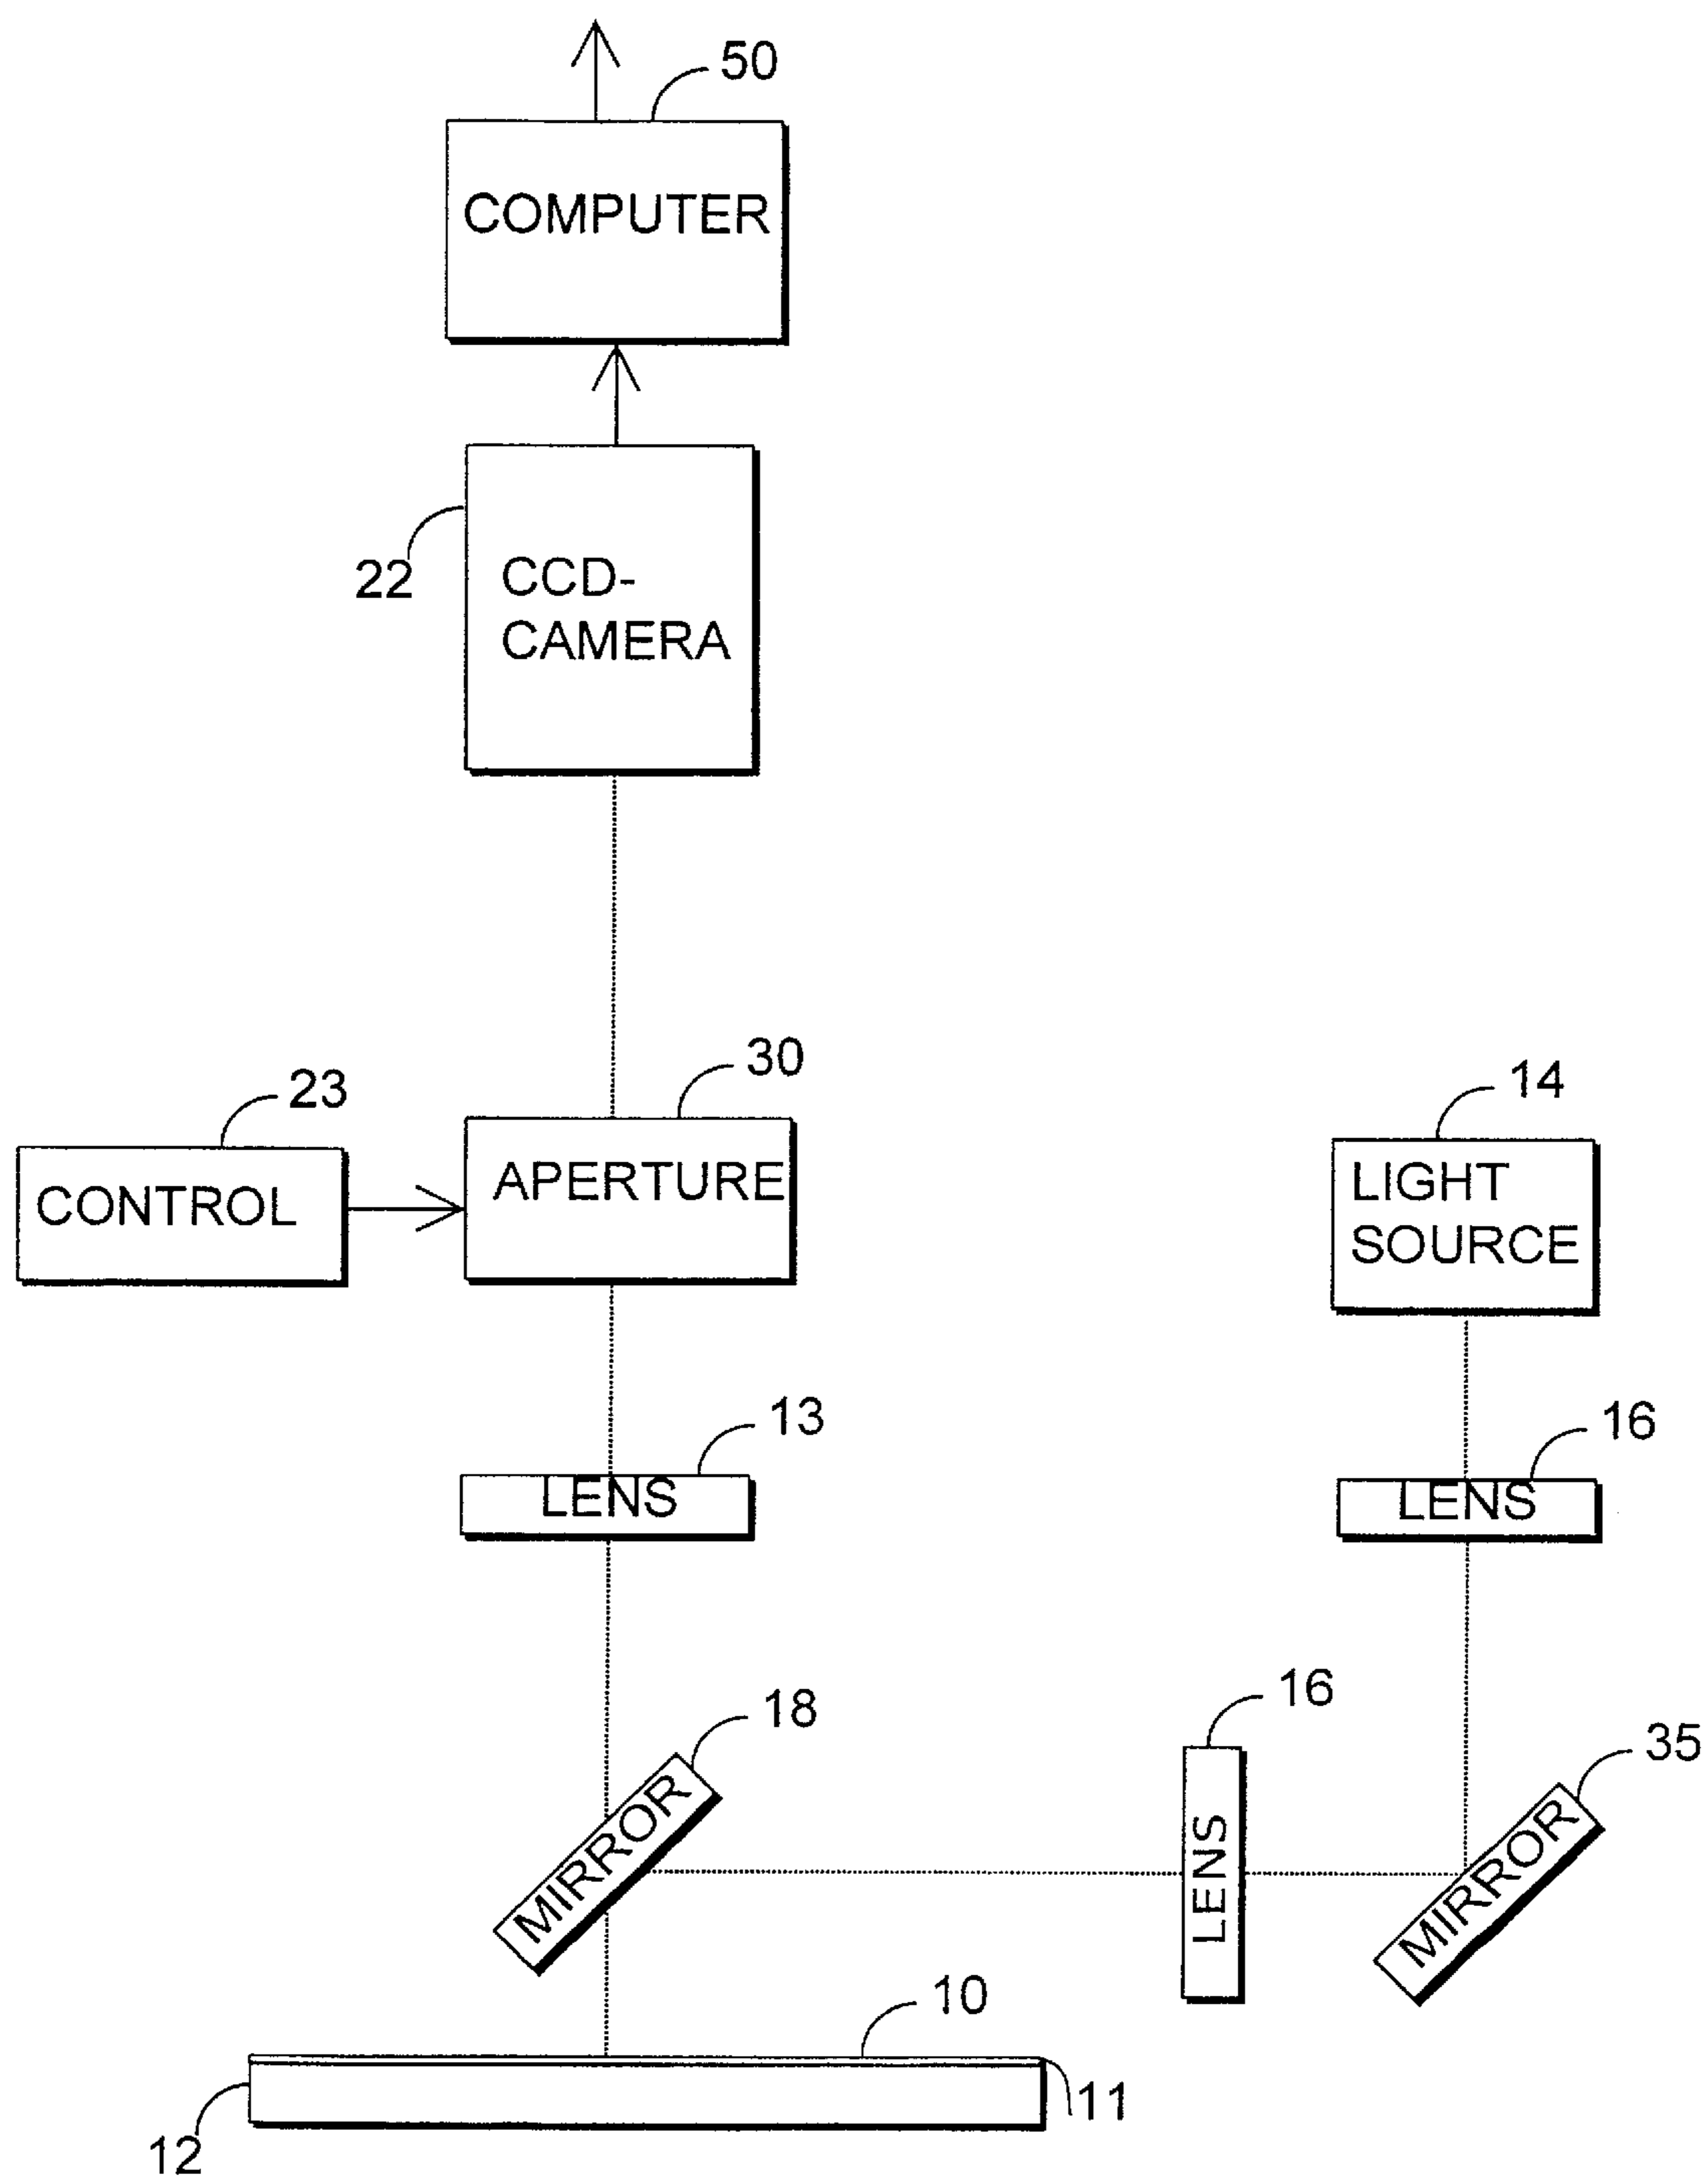 50
COMPUTER
22
CCD-
CAMERA
30
23
APERTURE
CONTROL
14
LIGHT
SOURCE
13
LENS
16
LENS
18
MIRROR
16
LENS
35
MIRROR
10
11
12